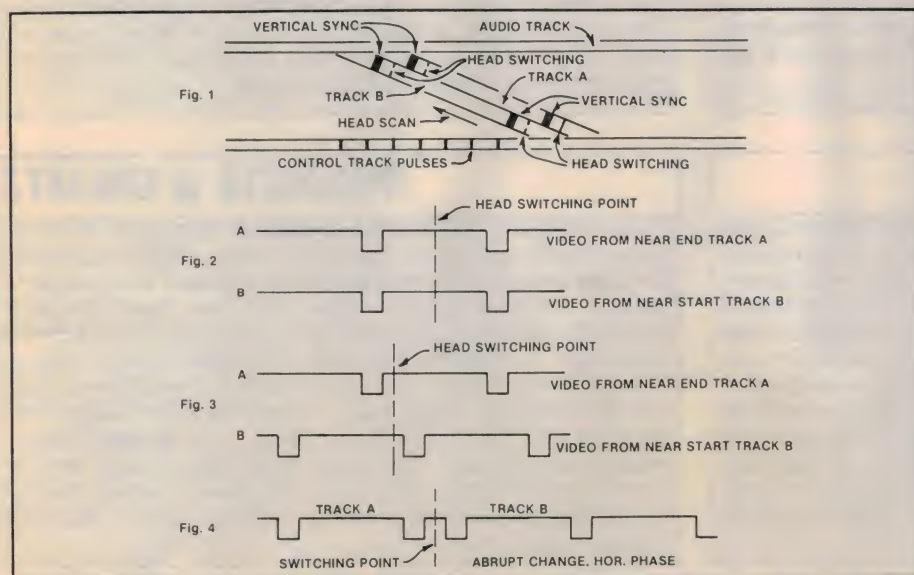 VERTICAL SYNC
AUDIO TRACK
HEAD SWITCHING
TRACK A
Fig. 1
TRACK B
VERTICAL SYNC
HEAD SCAN
CONTROL TRACK PULSES
HEAD SWITCHING
HEAD SWITCHING POINT
A
VIDEO FROM NEAR END TRACK A
Fig. 2
B
VIDEO FROM NEAR START TRACK B
HEAD SWITCHING POINT
A
VIDEO FROM NEAR END TRACK A
Fig. 3
B
VIDEO FROM NEAR START TRACK B
TRACK A
TRACK B
Fig. 4
SWITCHING POINT
ABRUPT CHANGE, HOR. PHASE